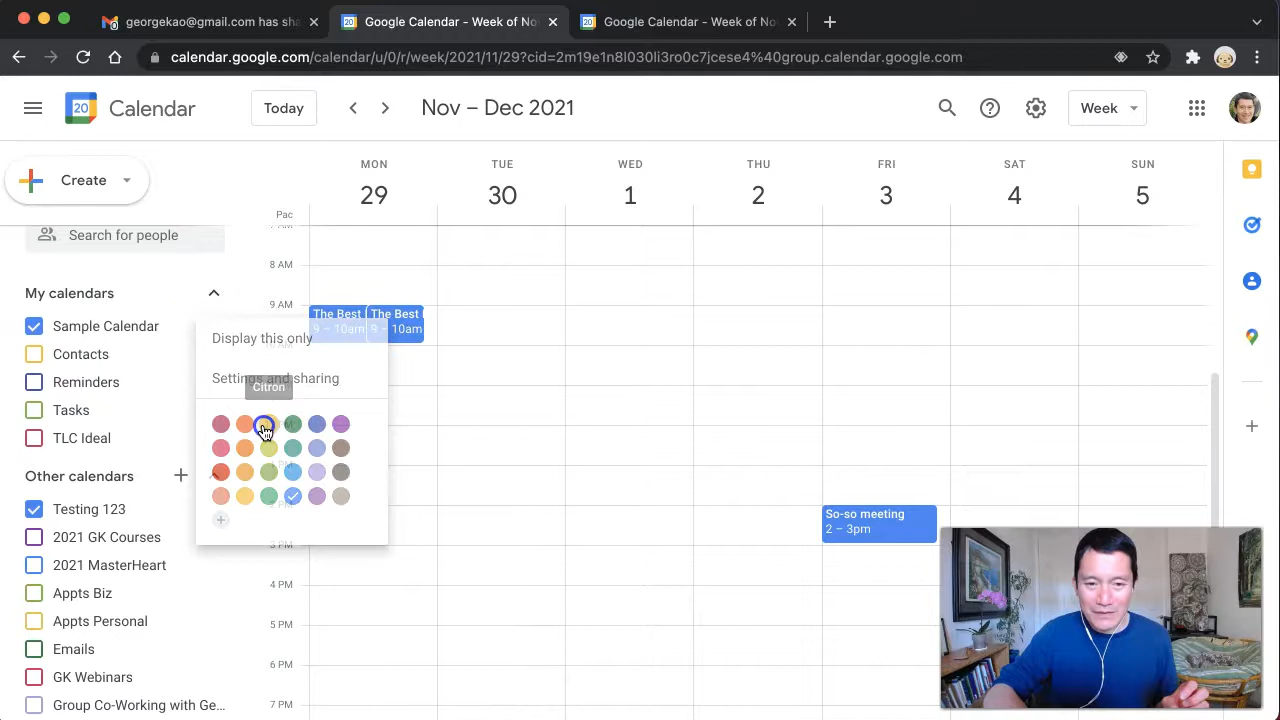 georgekao@gmail.com has sha
Google Calendar - Week of No
Google Calendar - Week of No
calendar.google.com/calendar/u/0/r/week/2021/11/29?cid=2m19e1n8l030li3ro0c7jcese4%40group.calendar.google.com
20
Calendar
Today
Nov – Dec 2021
Week
Create
MON
TUE
WED
THU
FRI
SAT
SUN
29
30
1
2
3
4
5
Pac
Search for people
7 AM
8 AM
9 AM
My calendars
Sample Calendar
Contacts
Reminders
Tasks
TLC Ideal
Other calendars
Testing 123
2021 GK Courses
2021 MasterHeart
Appts Biz
Appts Personal
Emails
GK Webinars
Group Co-Working with Ge...
Display this only
Settings and sharing
Citron
The Best
9 – 10am
The Best
9 – 10am
So-so meeting
2 – 3pm
3 PM
4 PM
5 PM
6 PM
7 PM